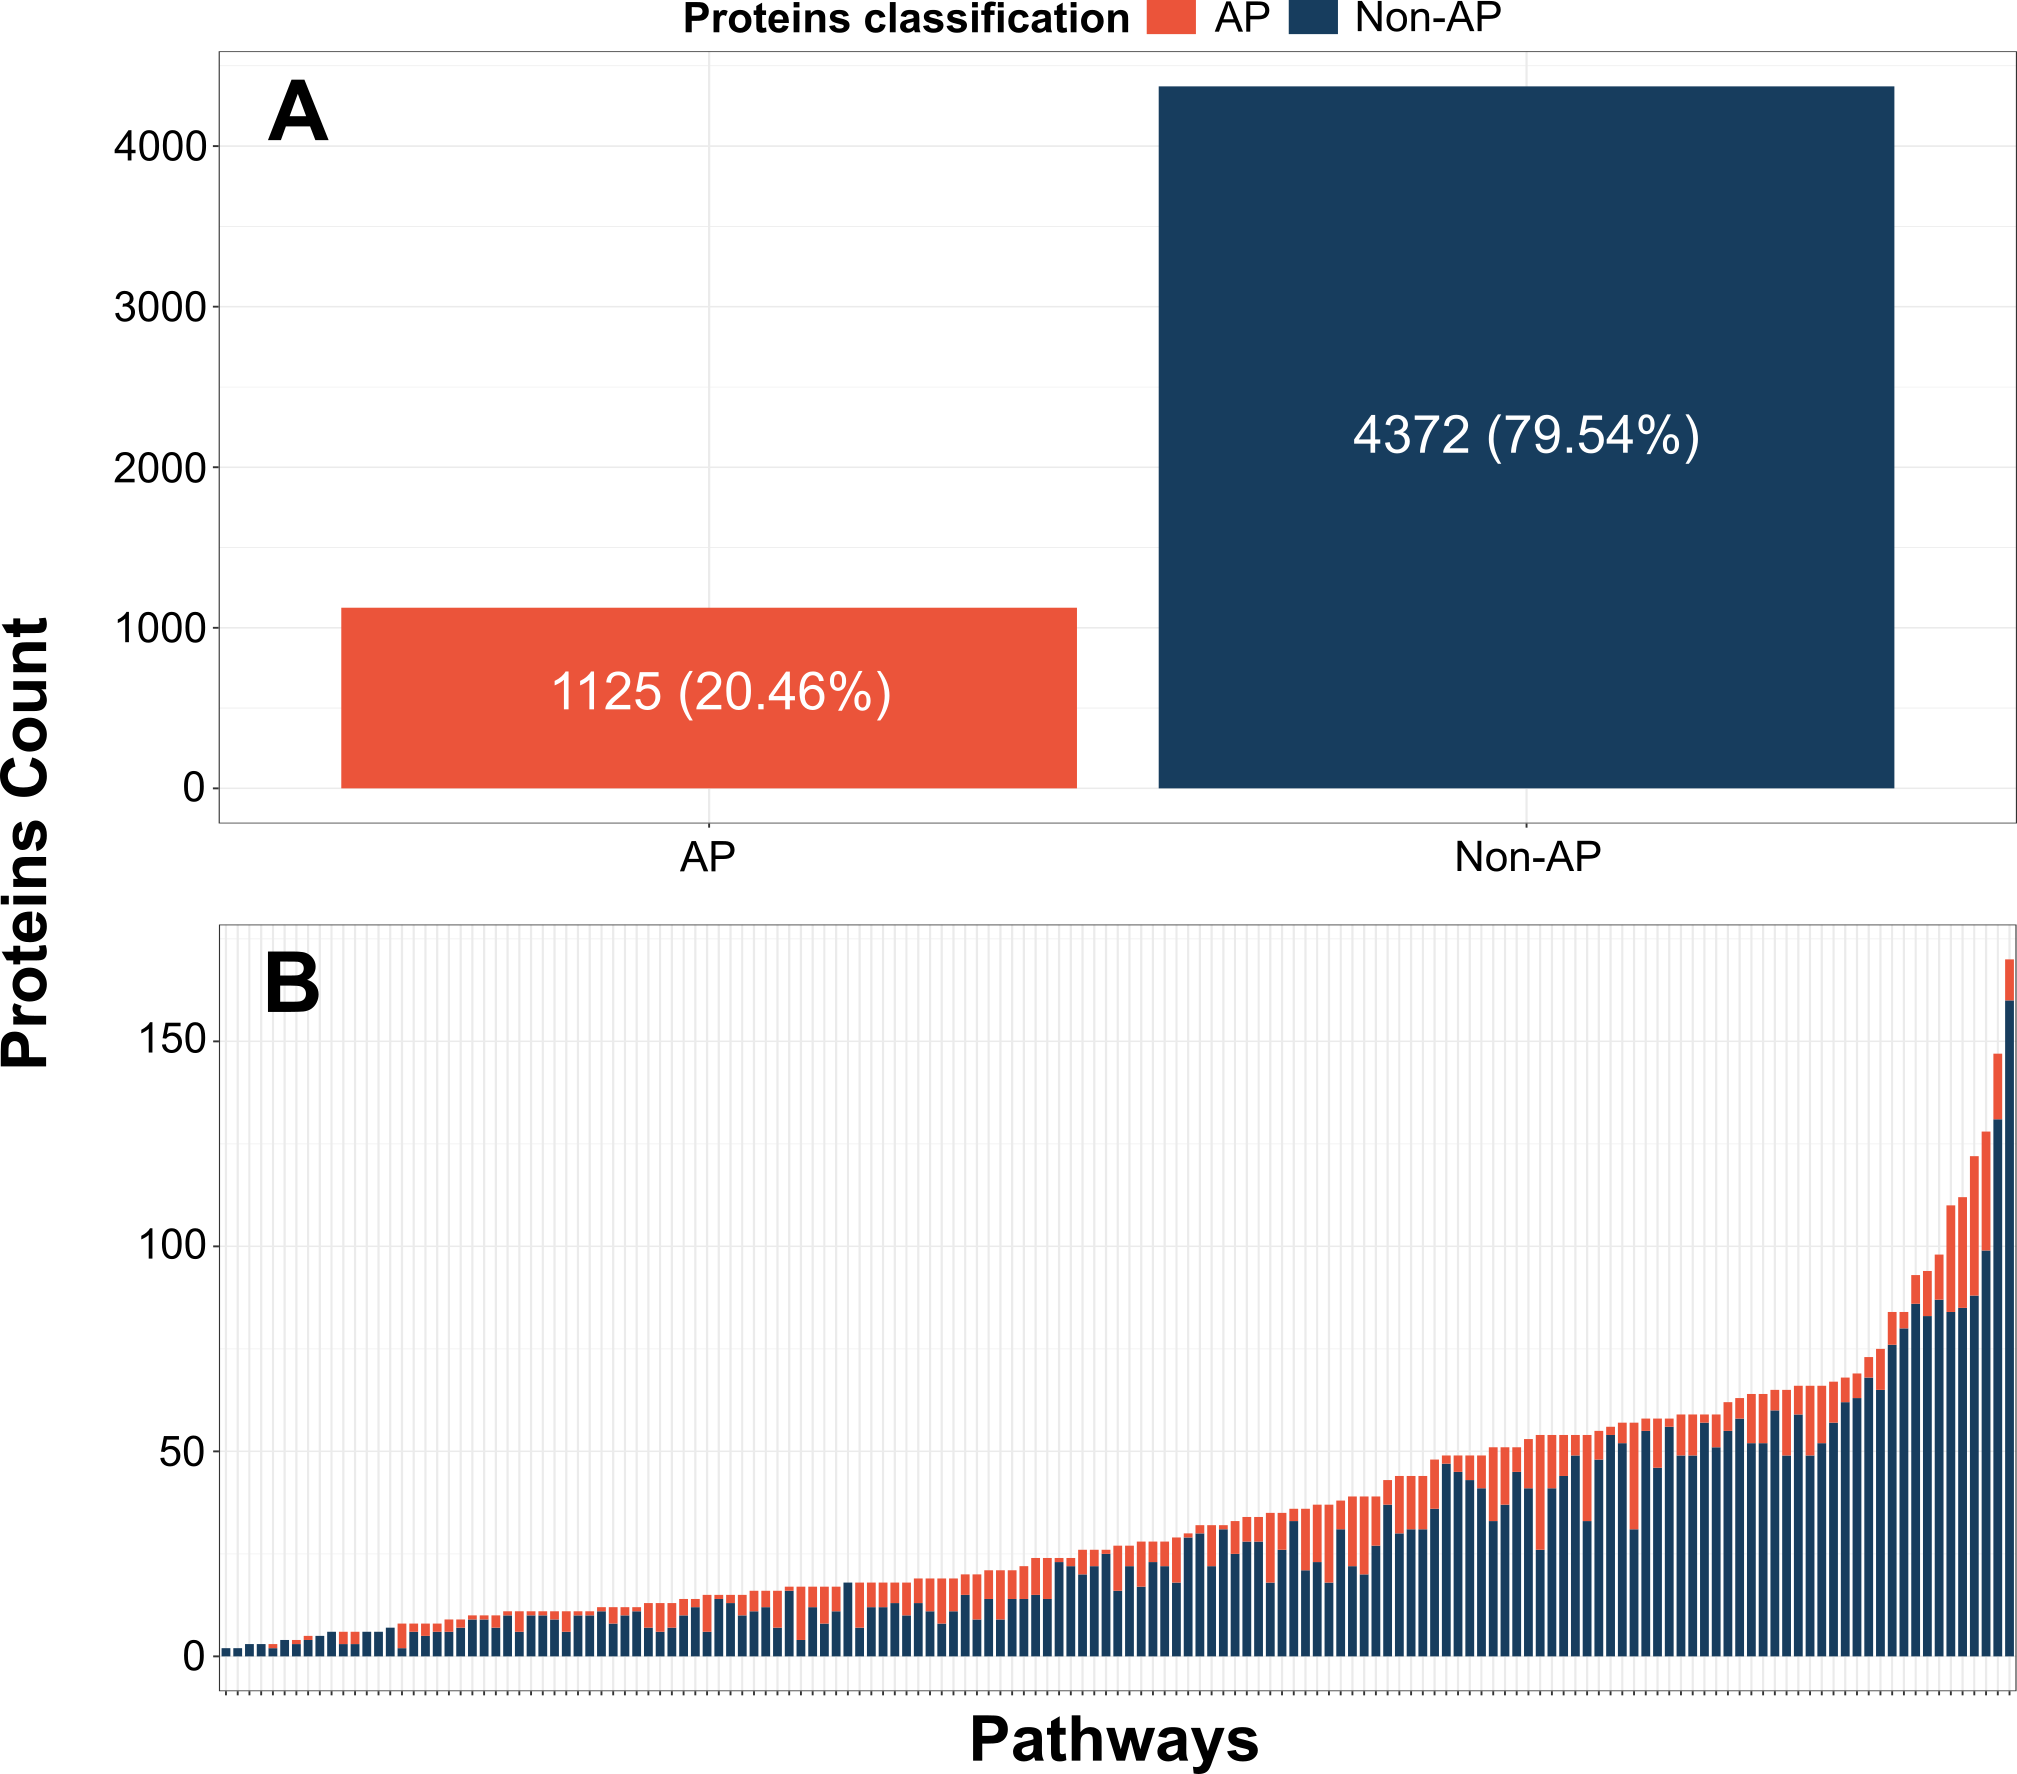 Proteins classification AP Non-AP
A
4000
3000
2000
1000
0
4372 (79.54%)
1125 (20.46%)
AP Non-AP
Proteins Count
B
150
100
50
0
Pathways